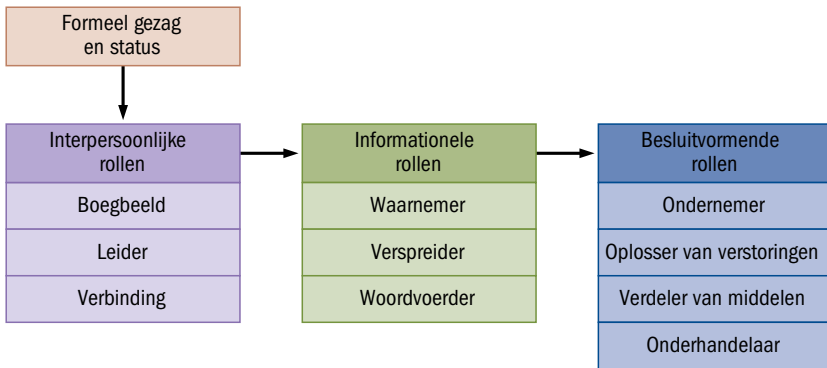 Formeel gezag
en status
Interpersoonlijke
rollen
Boegbeeld
Leider
Verbinding
Informationele
rollen
Waarnemer
Verspreider
Woordvoerder
Besluitvormende
rollen
Ondernemer
Oplosser van verstoringen
Verdeler van middelen
Onderhandelaar